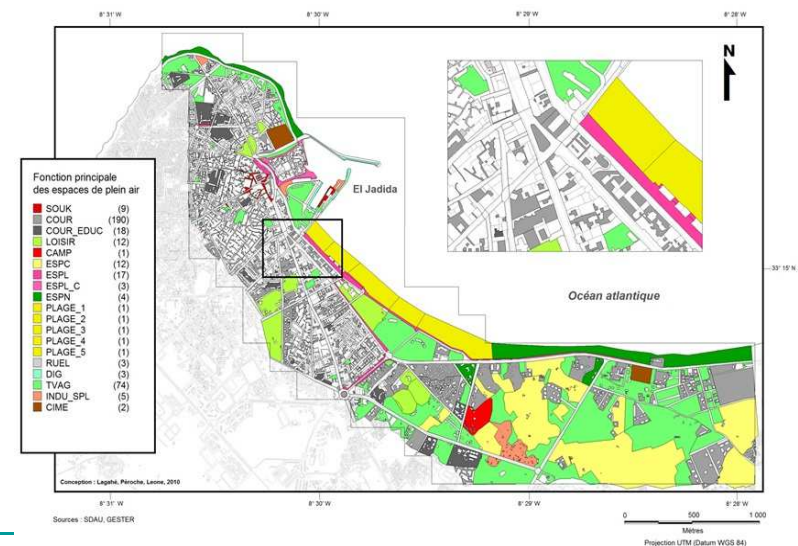 8° 31' W 8° 30' W 8° 29' W 8° 28' W
N
El Jadida
Fonction principale
des espaces de plein air
SOUK (9)
COUR (190)
COUR_EDUC (18)
LOISIR (12)
CAMP (1)
ESPC (12)
ESPL (17)
ESPL_C (3)
ESPN (4)
PLAGE_1 (1)
PLAGE_2 (1)
PLAGE_3 (1)
PLAGE_4 (1)
PLAGE_5 (1)
RUEL (3)
DIG (3)
TVAG (74)
INDU_SPL (5)
CIME (2)
33° 15' N
Océan atlantique
Conception : Lagahé, Péroche, Leone, 2010
8° 31' W 8° 30' W 8° 29' W 8° 28' W
Sources : SDAU, GESTER
0 500 1 000
Mètres
Projection UTM (Datum WGS 84)